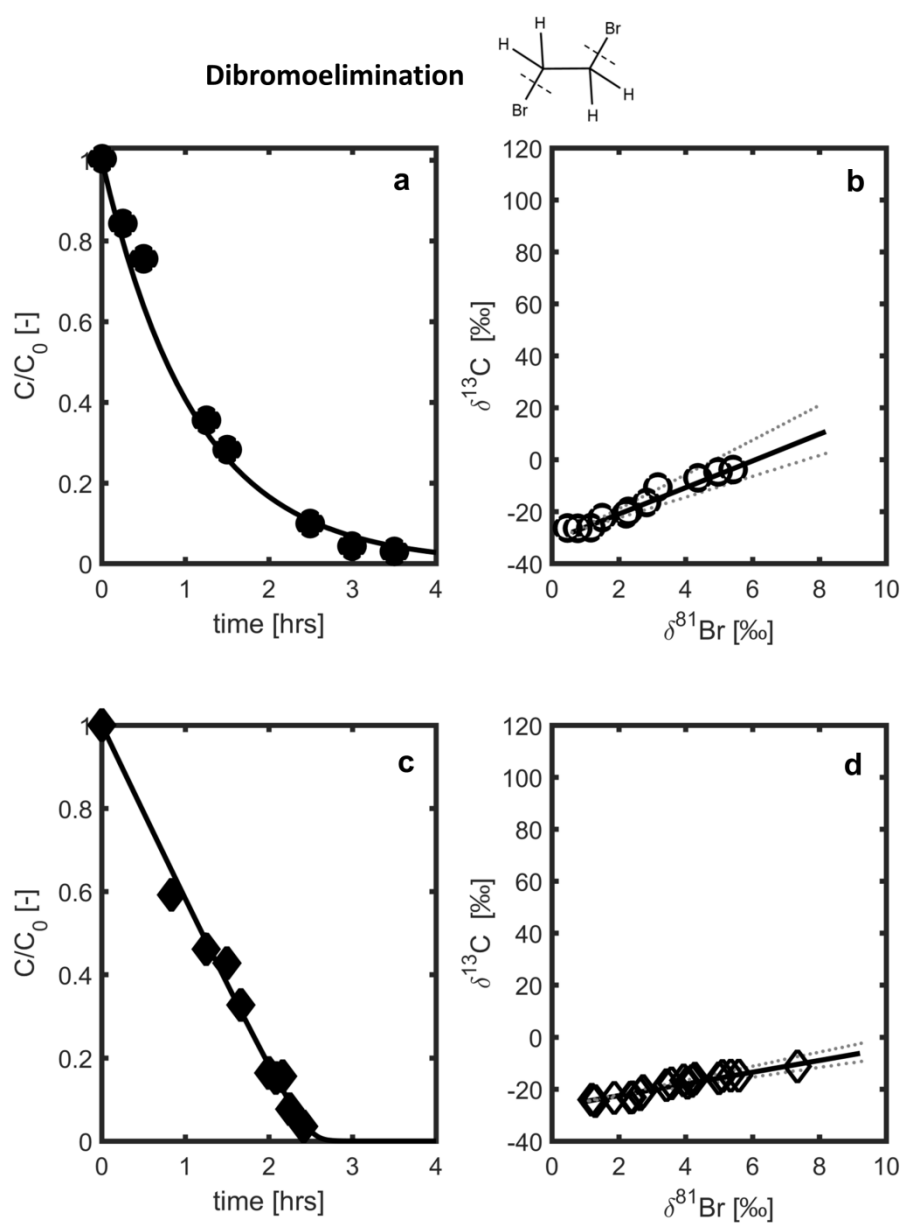 Dibromoelimination
H H Br
Br H H
a
1
0.8
0.6
0.4
0.2
0
0 1 2 3 4
C/C0 [-]
time [hrs]
b
120
100
80
60
40
20
0
-20
-40
0 2 4 6 8 10
δ13C [‰]
δ81Br [‰]
c
1
0.8
0.6
0.4
0.2
0
0 1 2 3 4
C/C0 [-]
time [hrs]
d
120
100
80
60
40
20
0
-20
-40
0 2 4 6 8 10
δ13C [‰]
δ81Br [‰]